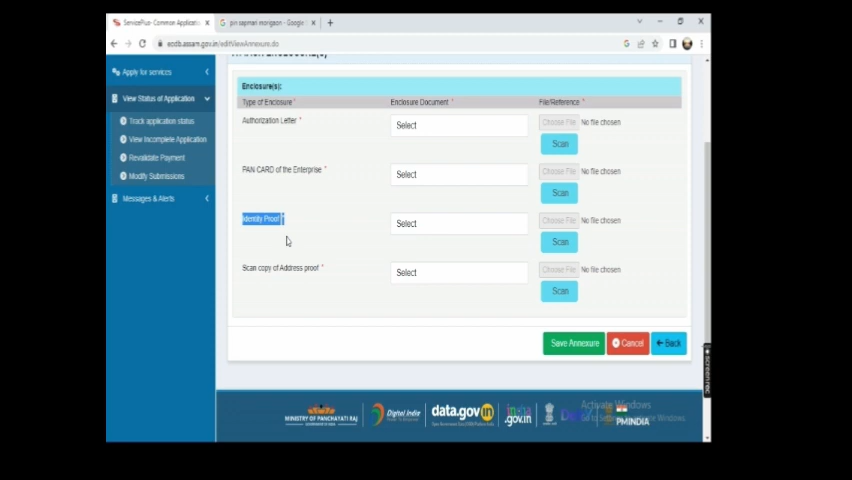 ServicePlus- Common Applicatio
pin sapmari morigaon - Google S
eodb.assam.gov.in/editViewAnnexure.do
Apply for services
View Status of Application
Track application status
View Incomplete Application
Revalidate Payment
Modify Submissions
Messages & Alerts
Enclosure(s):
Type of Enclosure * Enclosure Document * File/Reference *
Authorization Letter * Select Choose File No file chosen
Scan
PAN CARD of the Enterprise * Select Choose File No file chosen
Scan
Identity Proof * Select Choose File No file chosen
Scan
Scan copy of Address proof * Select Choose File No file chosen
Scan
Save Annexure Cancel Back
MINISTRY OF PANCHAYATI RAJ
Digital India
data.gov.in
india.gov.in
PMINDIA
Activate Windows
screenrec